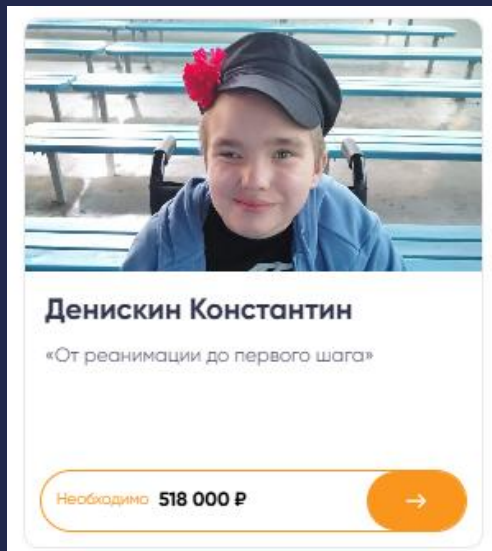 Денискин Константин
«От реанимации до первого шага»
Необходимо 518 000 ₽